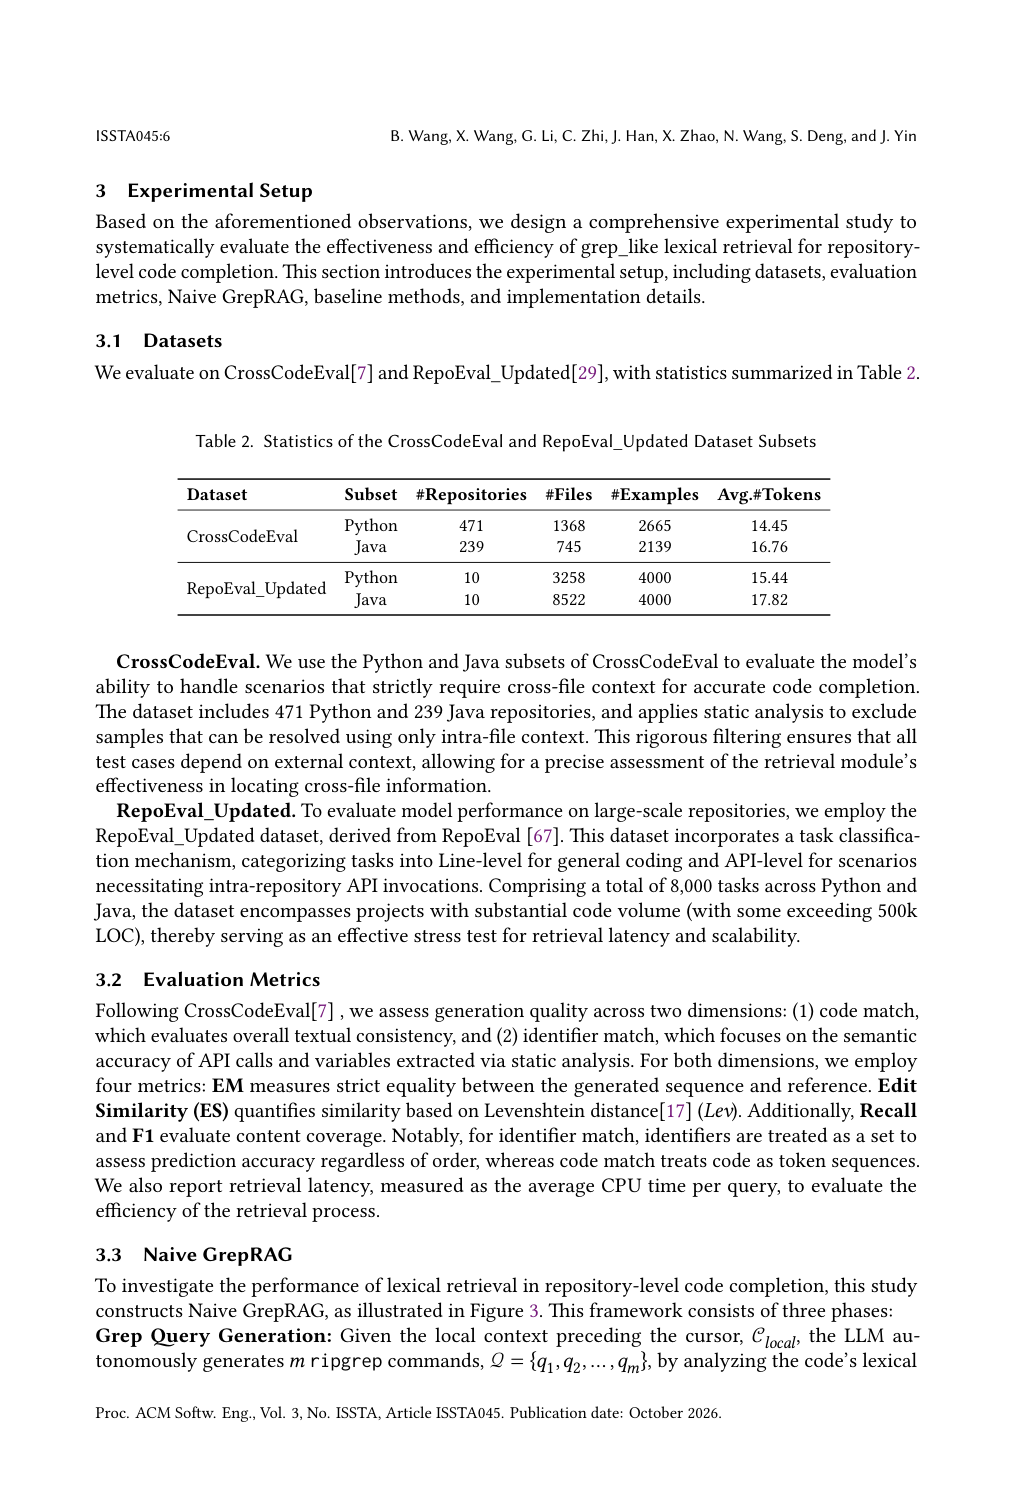 ISSTA045:6 B. Wang, X. Wang, G. Li, C. Zhi, J. Han, X. Zhao, N. Wang, S. Deng, and J. Yin
3 Experimental Setup
Based on the aforementioned observations, we design a comprehensive experimental study to
systematically evaluate the effectiveness and efficiency of grep_like lexical retrieval for repository-
level code completion. This section introduces the experimental setup, including datasets, evaluation
metrics, Naive GrepRAG, baseline methods, and implementation details.
3.1 Datasets
We evaluate on CrossCodeEval[7] and RepoEval_Updated[29], with statistics summarized in Table 2.
Table 2. Statistics of the CrossCodeEval and RepoEval_Updated Dataset Subsets
Dataset Subset #Repositories #Files #Examples Avg.#Tokens
CrossCodeEval Python 471 1368 2665 14.45
Java 239 745 2139 16.76
RepoEval_Updated Python 10 3258 4000 15.44
Java 10 8522 4000 17.82
CrossCodeEval. We use the Python and Java subsets of CrossCodeEval to evaluate the model's
ability to handle scenarios that strictly require cross-file context for accurate code completion.
The dataset includes 471 Python and 239 Java repositories, and applies static analysis to exclude
samples that can be resolved using only intra-file context. This rigorous filtering ensures that all
test cases depend on external context, allowing for a precise assessment of the retrieval module's
effectiveness in locating cross-file information.
RepoEval_Updated. To evaluate model performance on large-scale repositories, we employ the
RepoEval_Updated dataset, derived from RepoEval [67]. This dataset incorporates a task classifica-
tion mechanism, categorizing tasks into Line-level for general coding and API-level for scenarios
necessitating intra-repository API invocations. Comprising a total of 8,000 tasks across Python and
Java, the dataset encompasses projects with substantial code volume (with some exceeding 500k
LOC), thereby serving as an effective stress test for retrieval latency and scalability.
3.2 Evaluation Metrics
Following CrossCodeEval[7] , we assess generation quality across two dimensions: (1) code match,
which evaluates overall textual consistency, and (2) identifier match, which focuses on the semantic
accuracy of API calls and variables extracted via static analysis. For both dimensions, we employ
four metrics: EM measures strict equality between the generated sequence and reference. Edit
Similarity (ES) quantifies similarity based on Levenshtein distance[17] (Lev). Additionally, Recall
and F1 evaluate content coverage. Notably, for identifier match, identifiers are treated as a set to
assess prediction accuracy regardless of order, whereas code match treats code as token sequences.
We also report retrieval latency, measured as the average CPU time per query, to evaluate the
efficiency of the retrieval process.
3.3 Naive GrepRAG
To investigate the performance of lexical retrieval in repository-level code completion, this study
constructs Naive GrepRAG, as illustrated in Figure 3. This framework consists of three phases:
Grep Query Generation: Given the local context preceding the cursor, 𝒞_local, the LLM au-
tonomously generates m ripgrep commands, 𝒬 = {q₁, q₂, …, qₘ}, by analyzing the code's lexical
Proc. ACM Softw. Eng., Vol. 3, No. ISSTA, Article ISSTA045. Publication date: October 2026.